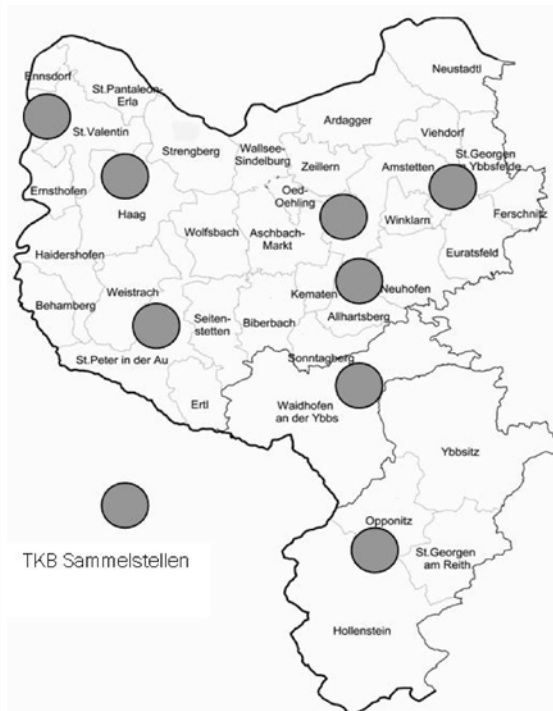 Ennsdorf
St.Pantaleon-
Erla
St.Valentin
Strengberg
Wallsee-
Sindelburg
Ardagger
Neustadtl
Viehdorf
St.Georgen
Ybbsfelde
Zeillern
Amstetten
Oed-
Oehling
Ernsthofen
Haag
Wolfsbach
Aschbach-
Markt
Winklarn
Ferschnitz
Euratsfeld
Haidershofen
Behamberg
Weistrach
Seiten-
stetten
Biberbach
Kematen
Neuhofen
Allhartsberg
St.Peter in der Au
Sonntagberg
Ertl
Waidhofen
an der Ybbs
Ybbsitz
Opponitz
St.Georgen
am Reith
Hollenstein
TKB Sammelstellen